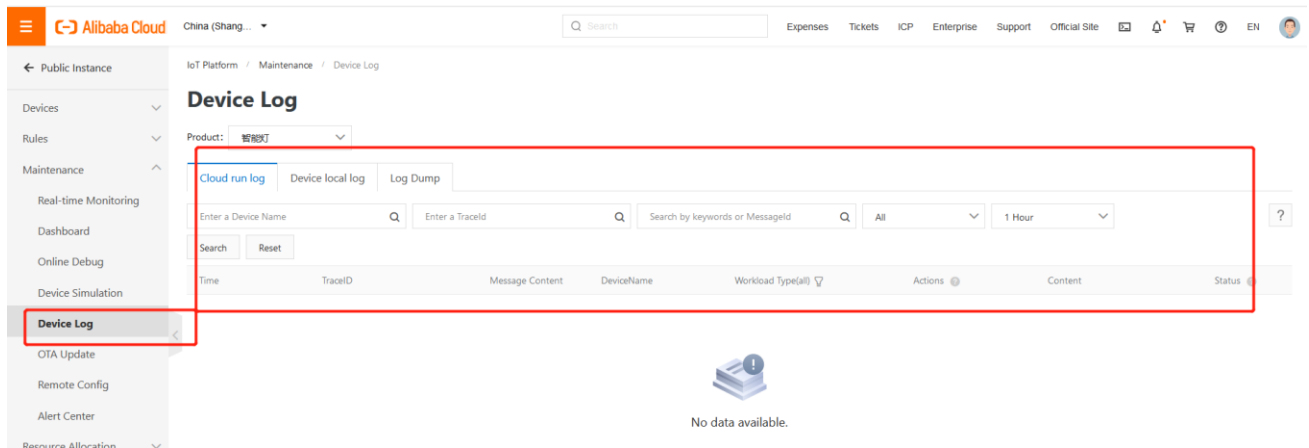 Alibaba Cloud China (Shang... Search Expenses Tickets ICP Enterprise Support Official Site EN
Public Instance
Devices
Rules
Maintenance
Real-time Monitoring
Dashboard
Online Debug
Device Simulation
Device Log
OTA Update
Remote Config
Alert Center
Resource Allocation
IoT Platform / Maintenance / Device Log
Device Log
Product: 智能灯
Cloud run log Device local log Log Dump
Enter a Device Name Enter a TraceId Search by keywords or MessageId All 1 Hour ?
Search Reset
Time TraceID Message Content DeviceName Workload Type(all) Actions Content Status
No data available.